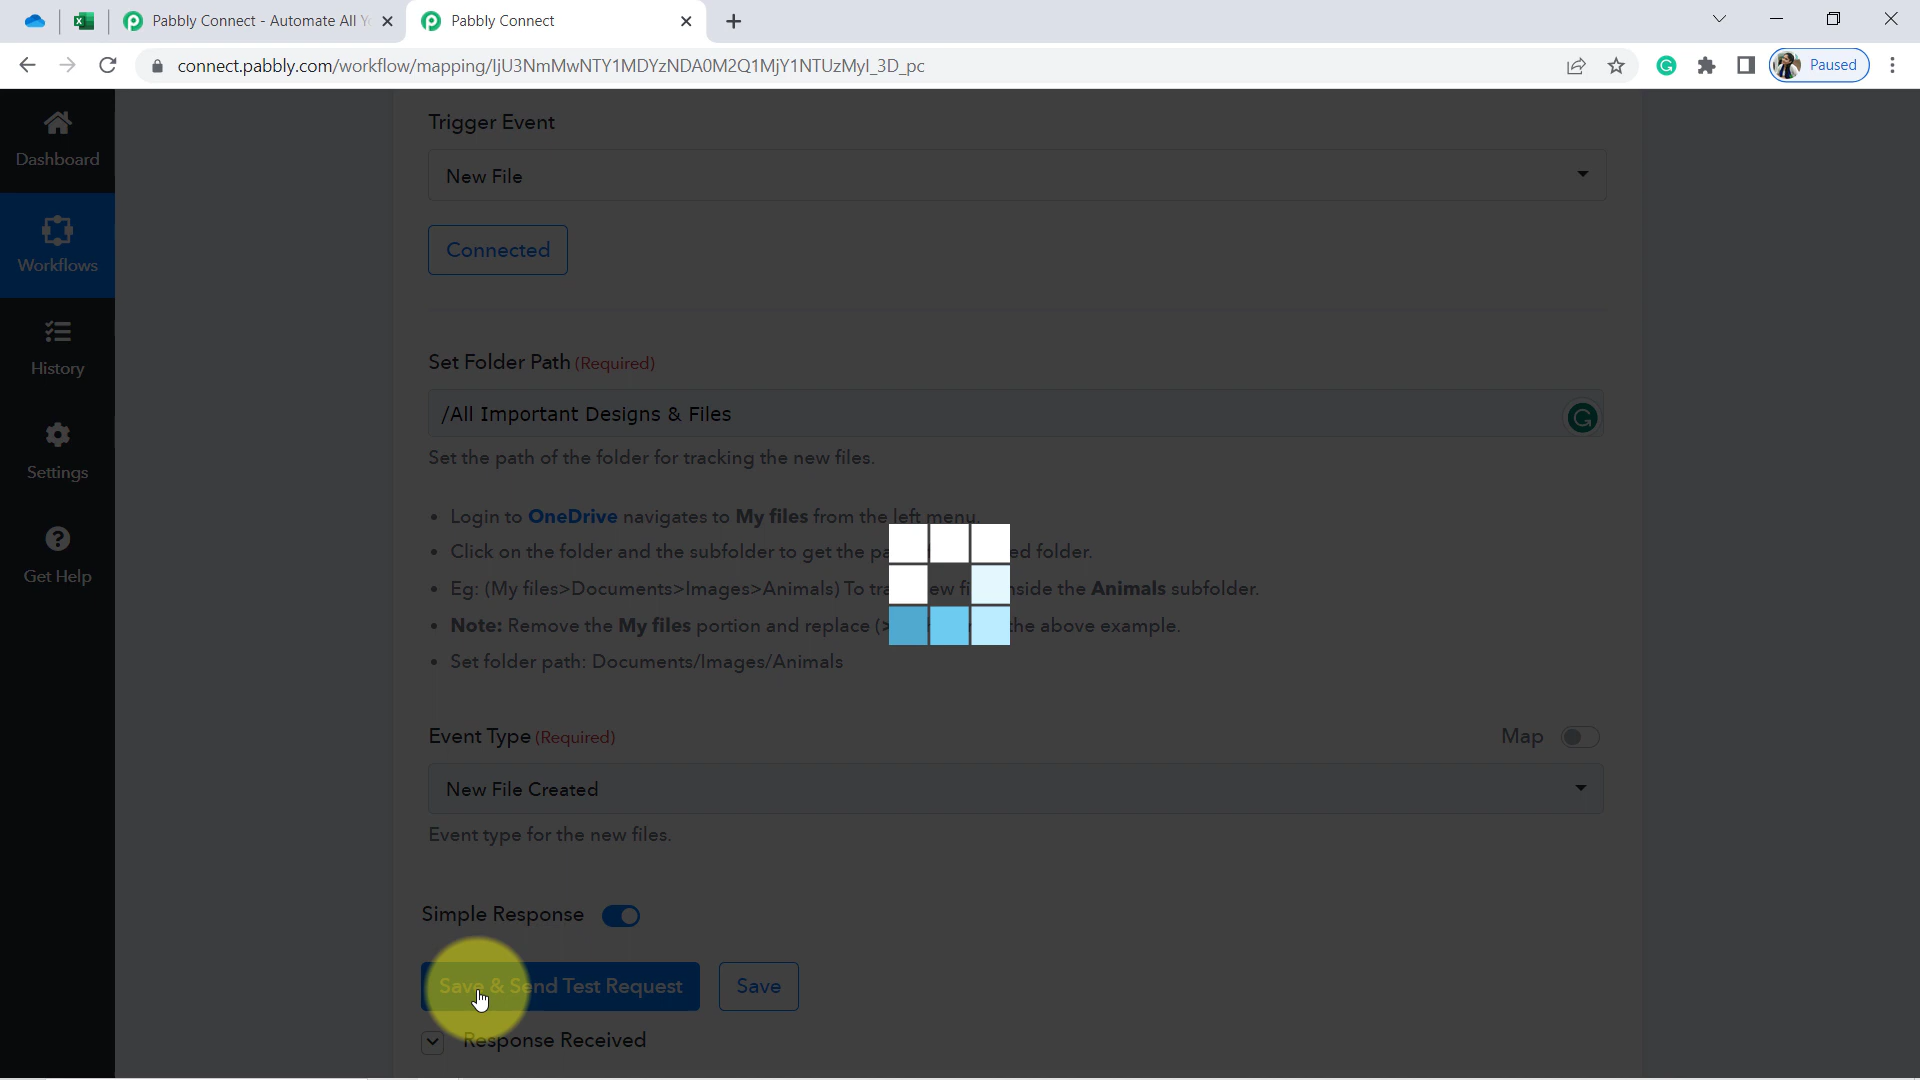 Pabbly Connect - Automate All Y
Pabbly Connect
connect.pabbly.com/workflow/mapping/IjU3NmMwNTY1MDYzNDA0M2Q1MjY1NTUzMyI_3D_pc
Paused
Dashboard
Workflows
History
Settings
Get Help
Trigger Event
New File
Connected
Set Folder Path (Required)
/All Important Designs & Files
Set the path of the folder for tracking the new files.
• Login to OneDrive navigates to My files from the left menu.
• Click on the folder and the subfolder to get the pa ed folder.
• Eg: (My files>Documents>Images>Animals) To tra ew fi side the Animals subfolder.
• Note: Remove the My files portion and replace (> he above example.
• Set folder path: Documents/Images/Animals
Event Type (Required)
Map
New File Created
Event type for the new files.
Simple Response
Save & Send Test Request
Save
Response Received